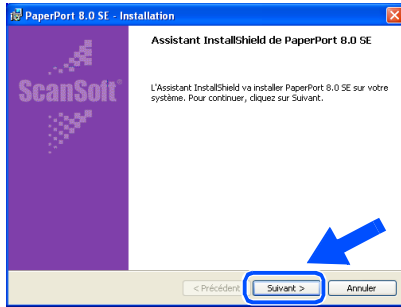 PaperPort 8.0 SE - Installation
Assistant InstallShield de PaperPort 8.0 SE
ScanSoft®
L'Assistant InstallShield va installer PaperPort 8.0 SE sur votre
système. Pour continuer, cliquez sur Suivant.
< Précédent
Suivant >
Annuler